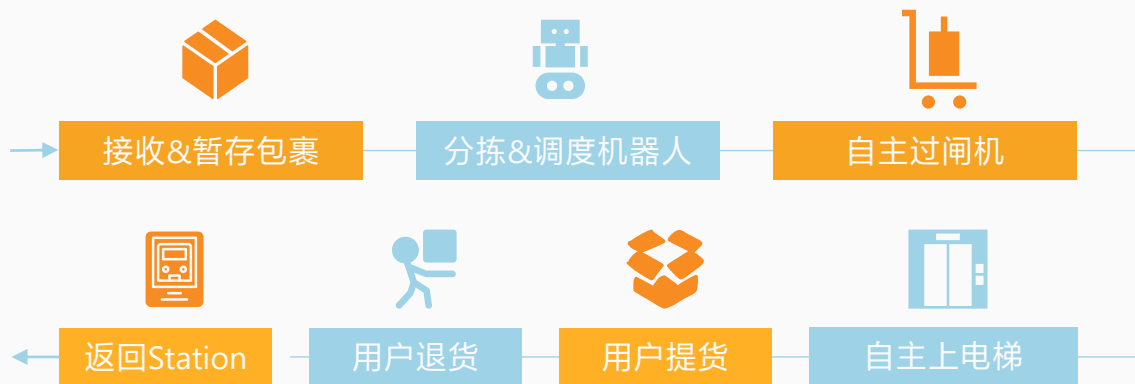 接收&暂存包裹
分拣&调度机器人
自主过闸机
返回Station
用户退货
用户提货
自主上电梯